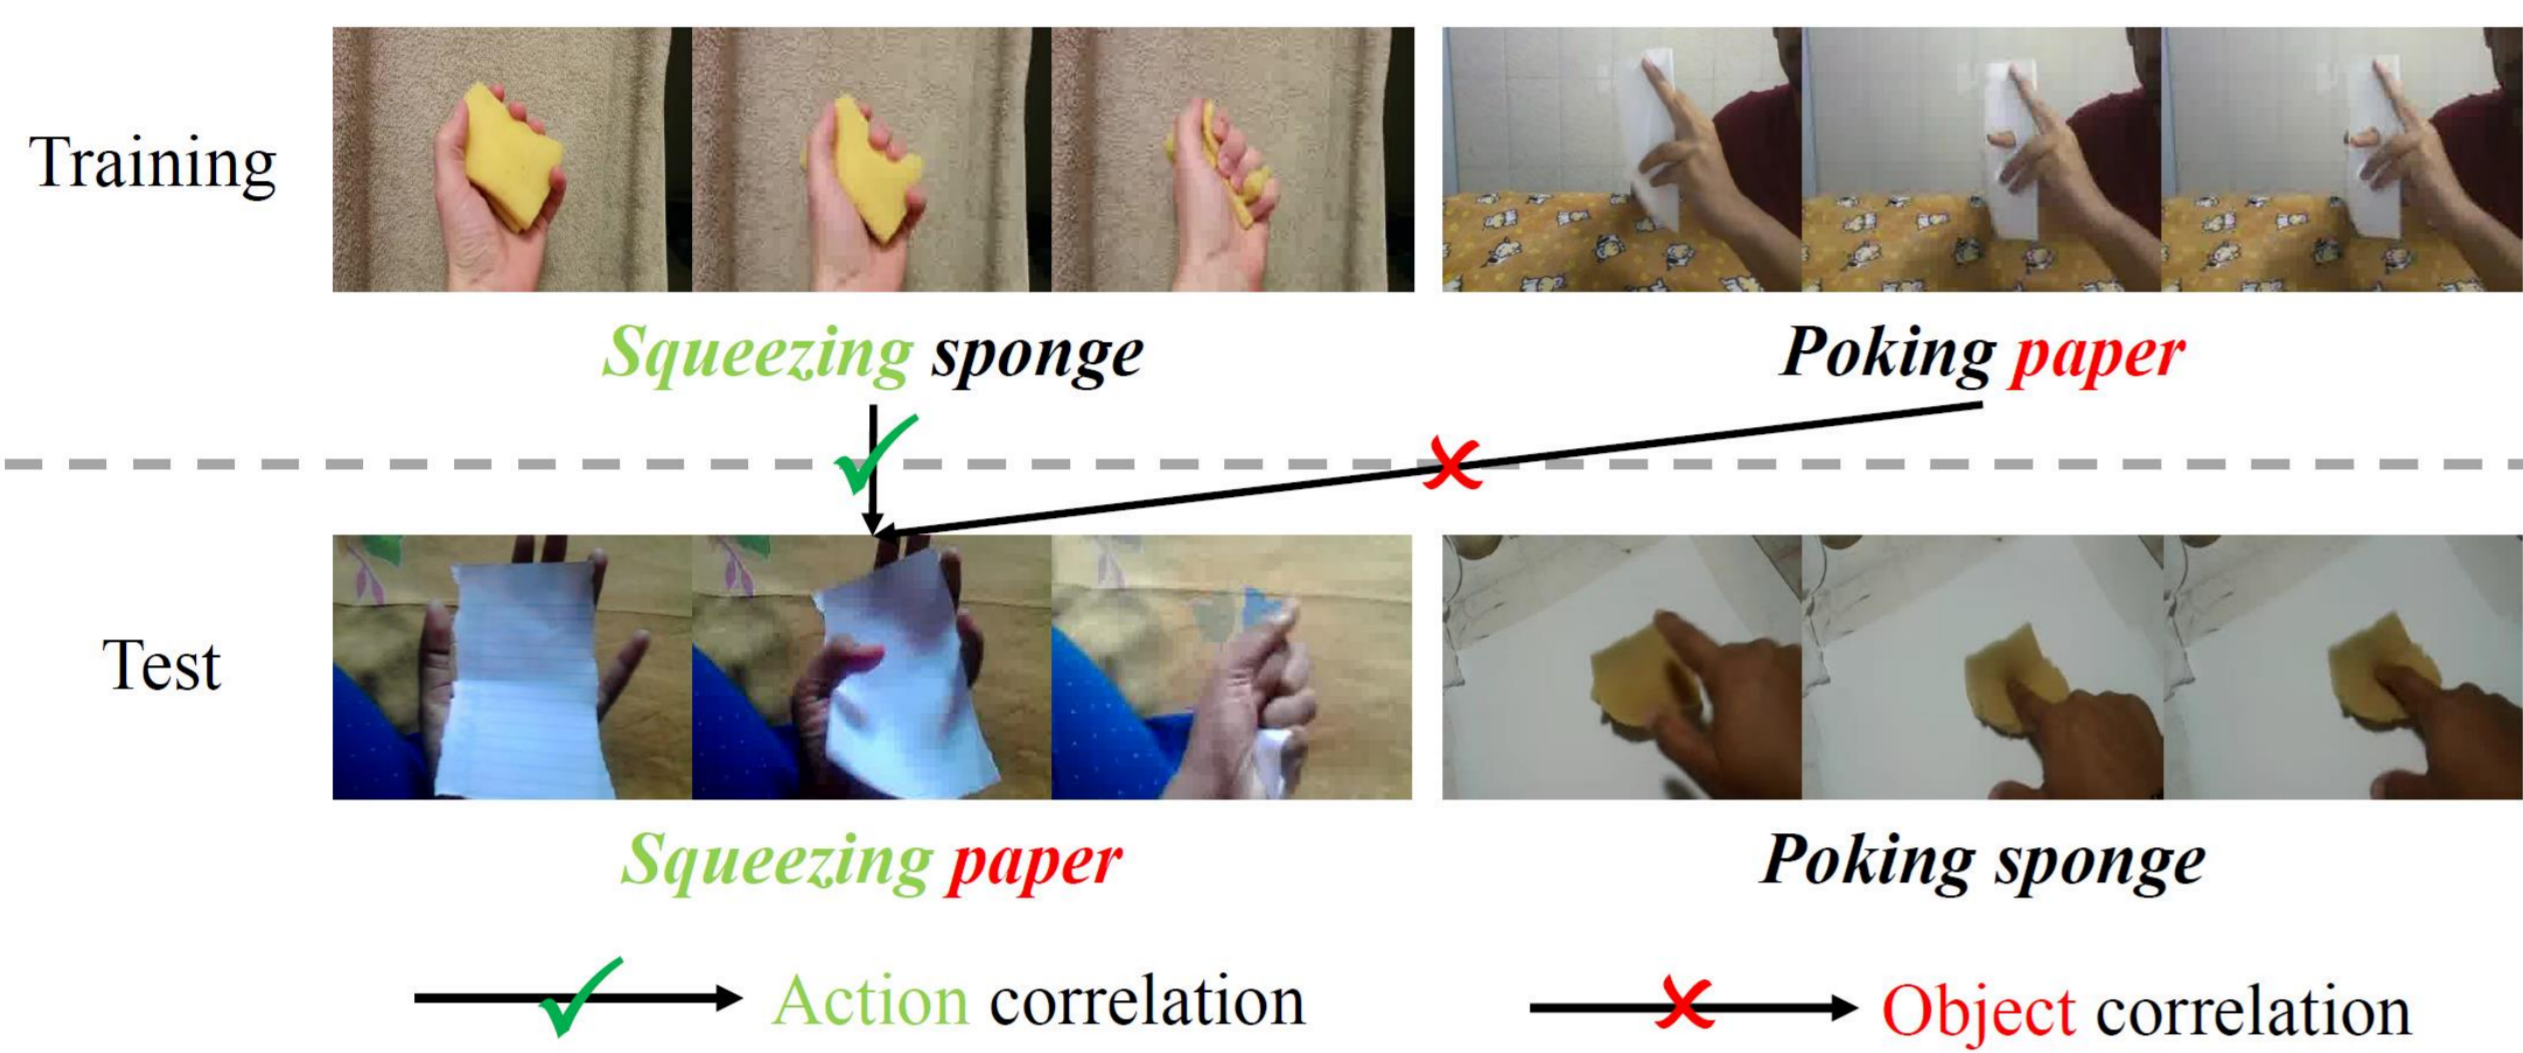 Training
Squeezing sponge
Poking paper
Test
Squeezing paper
Poking sponge
Action correlation
Object correlation